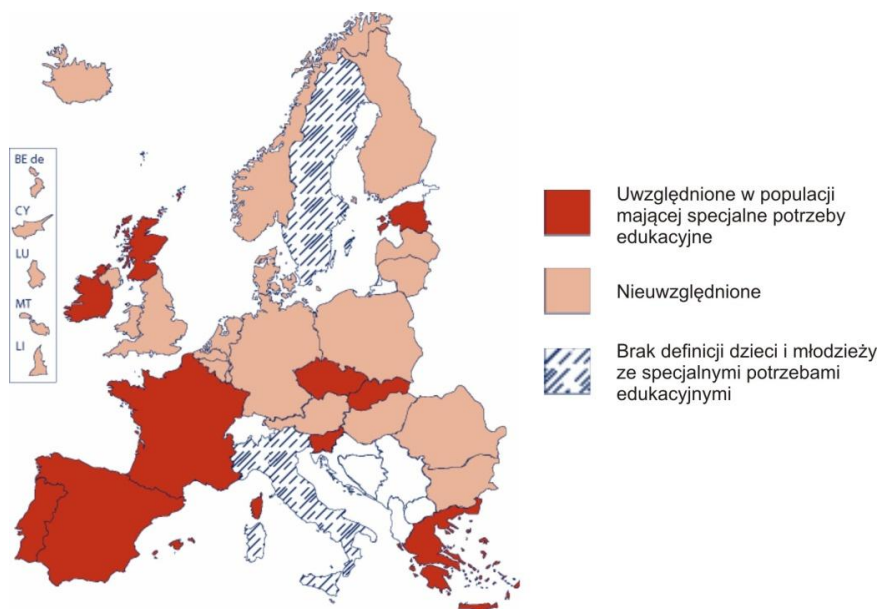 BE de
CY
LU
MT
LI
Uwzględnione w populacji
mającej specjalne potrzeby
edukacyjne
Nieuwzględnione
Brak definicji dzieci i młodzieży
ze specjalnymi potrzebami
edukacyjnymi